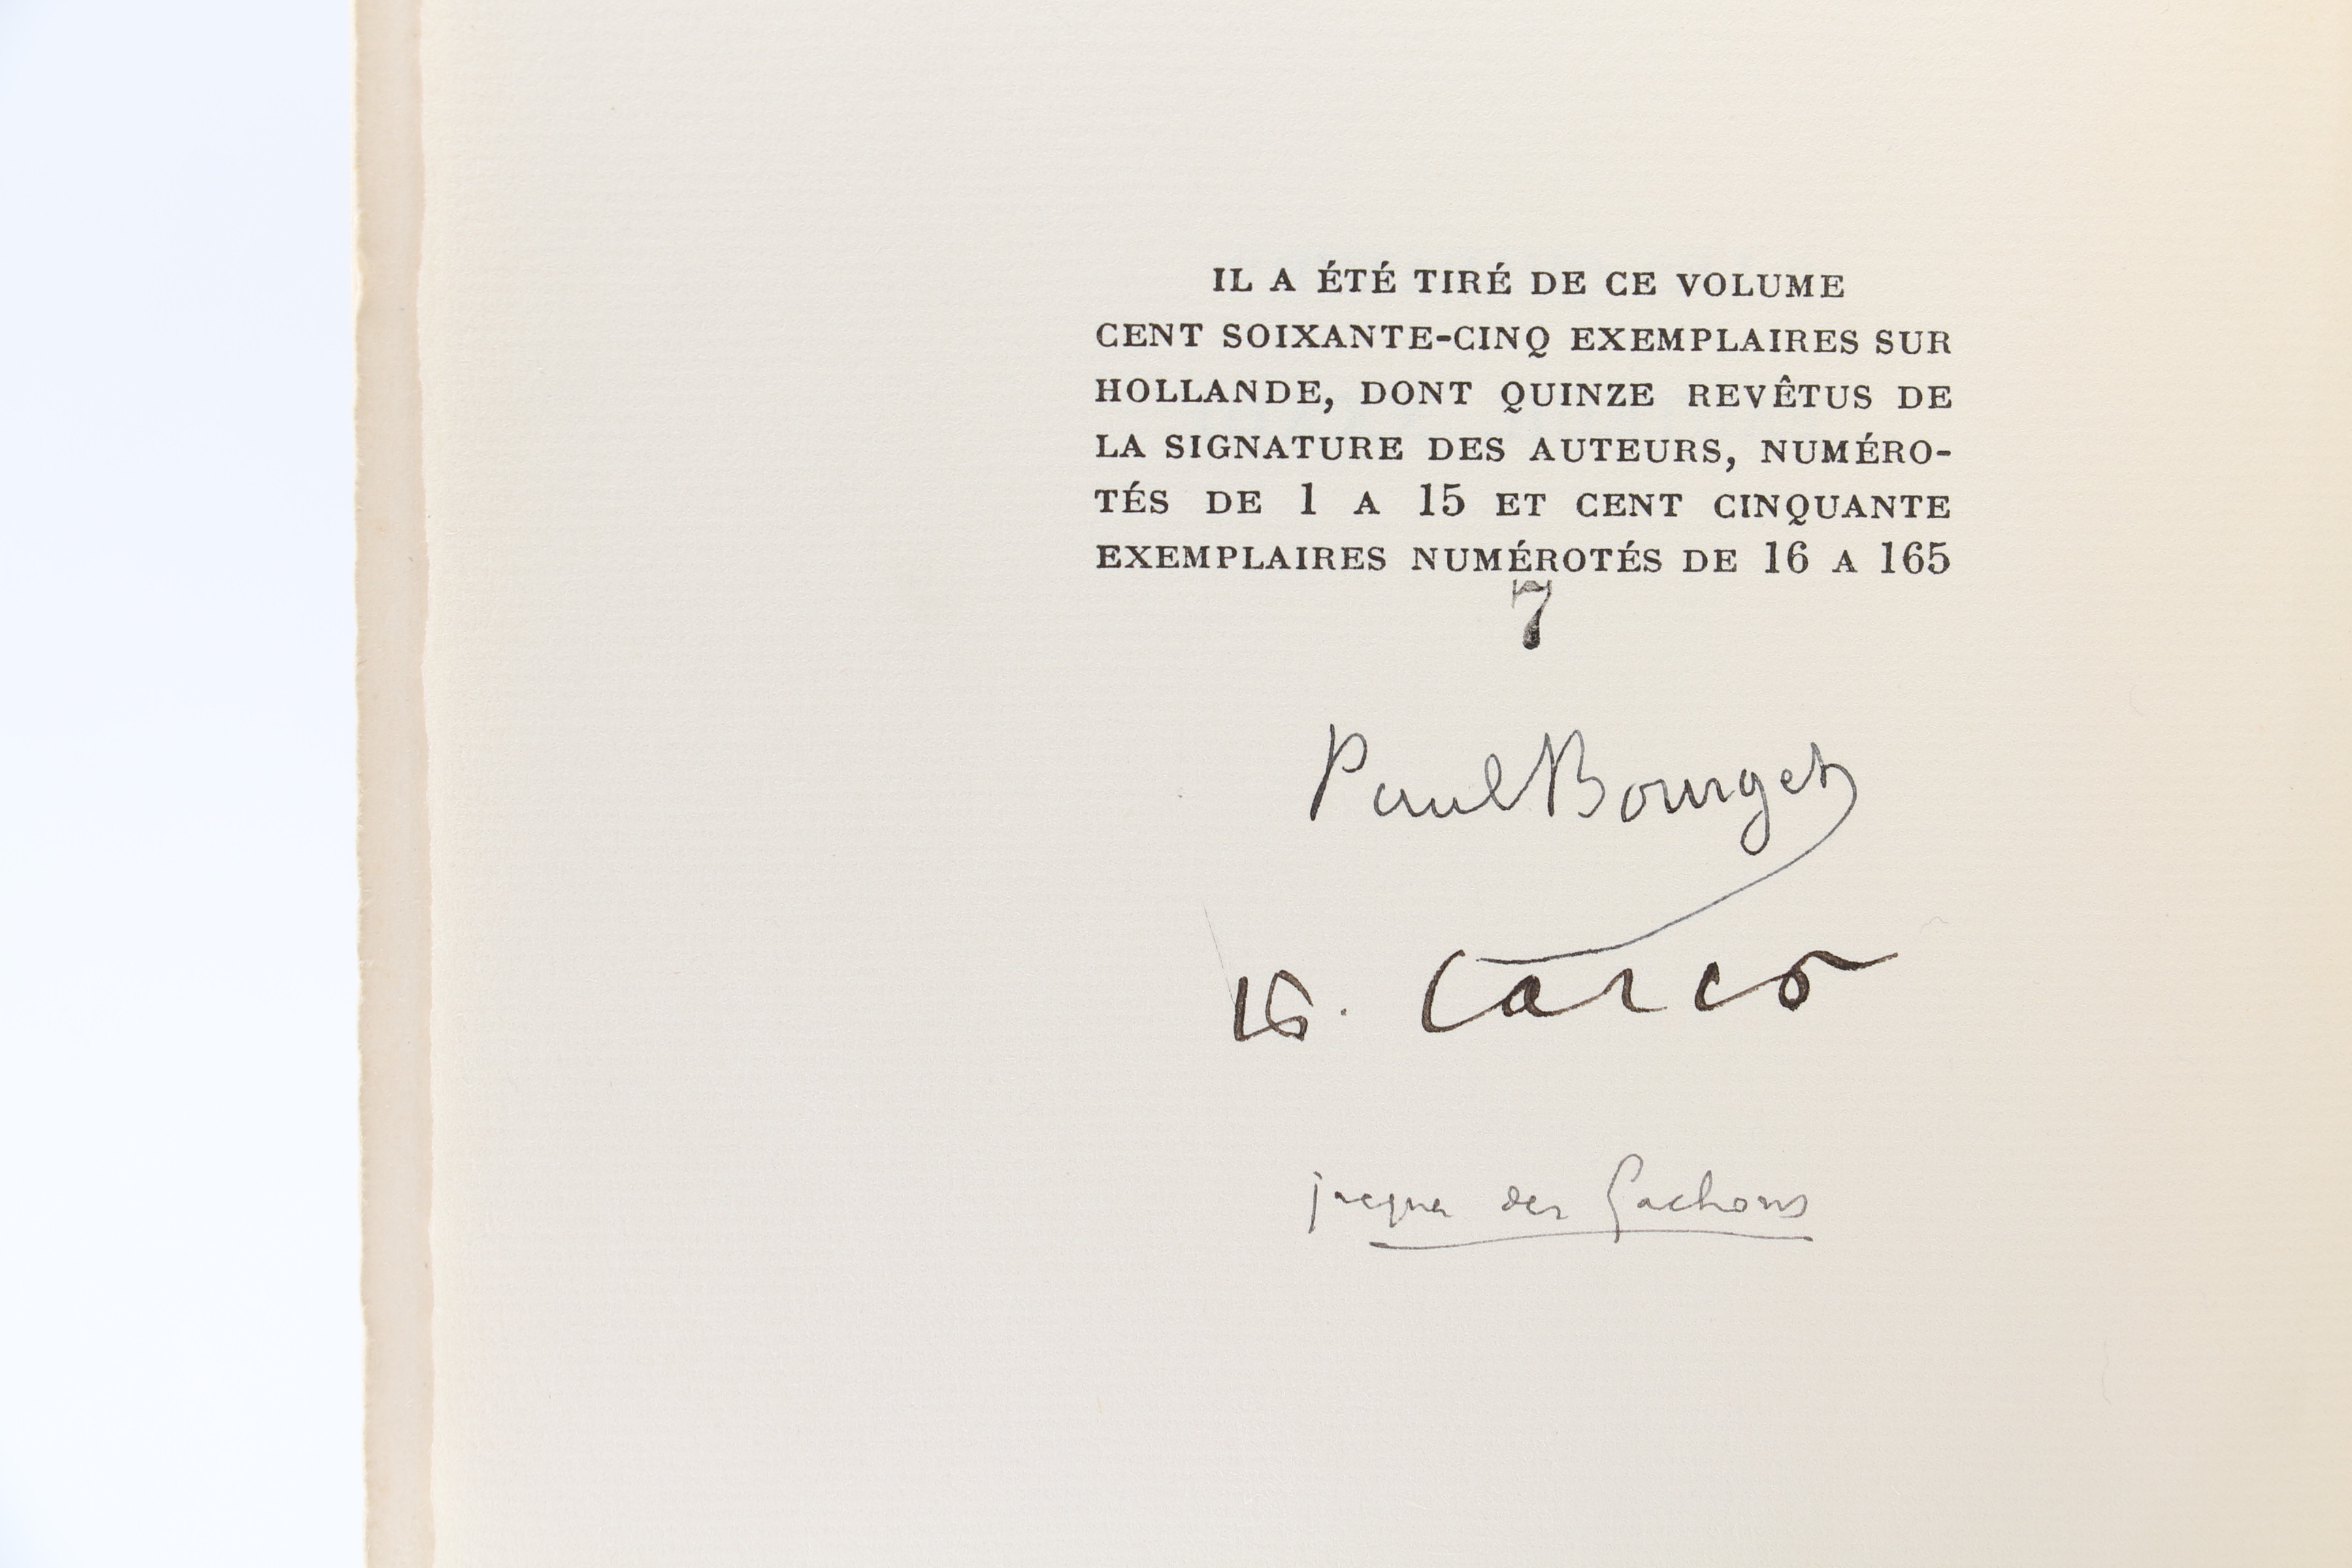 IL A ÉTÉ TIRÉ DE CE VOLUME
CENT SOIXANTE-CINQ EXEMPLAIRES SUR
HOLLANDE, DONT QUINZE REVÊTUS DE
LA SIGNATURE DES AUTEURS, NUMÉRO-
TÉS DE 1 A 15 ET CENT CINQUANTE
EXEMPLAIRES NUMÉROTÉS DE 16 A 165
7
Paul Bourget
Carco
jacques des Gachons